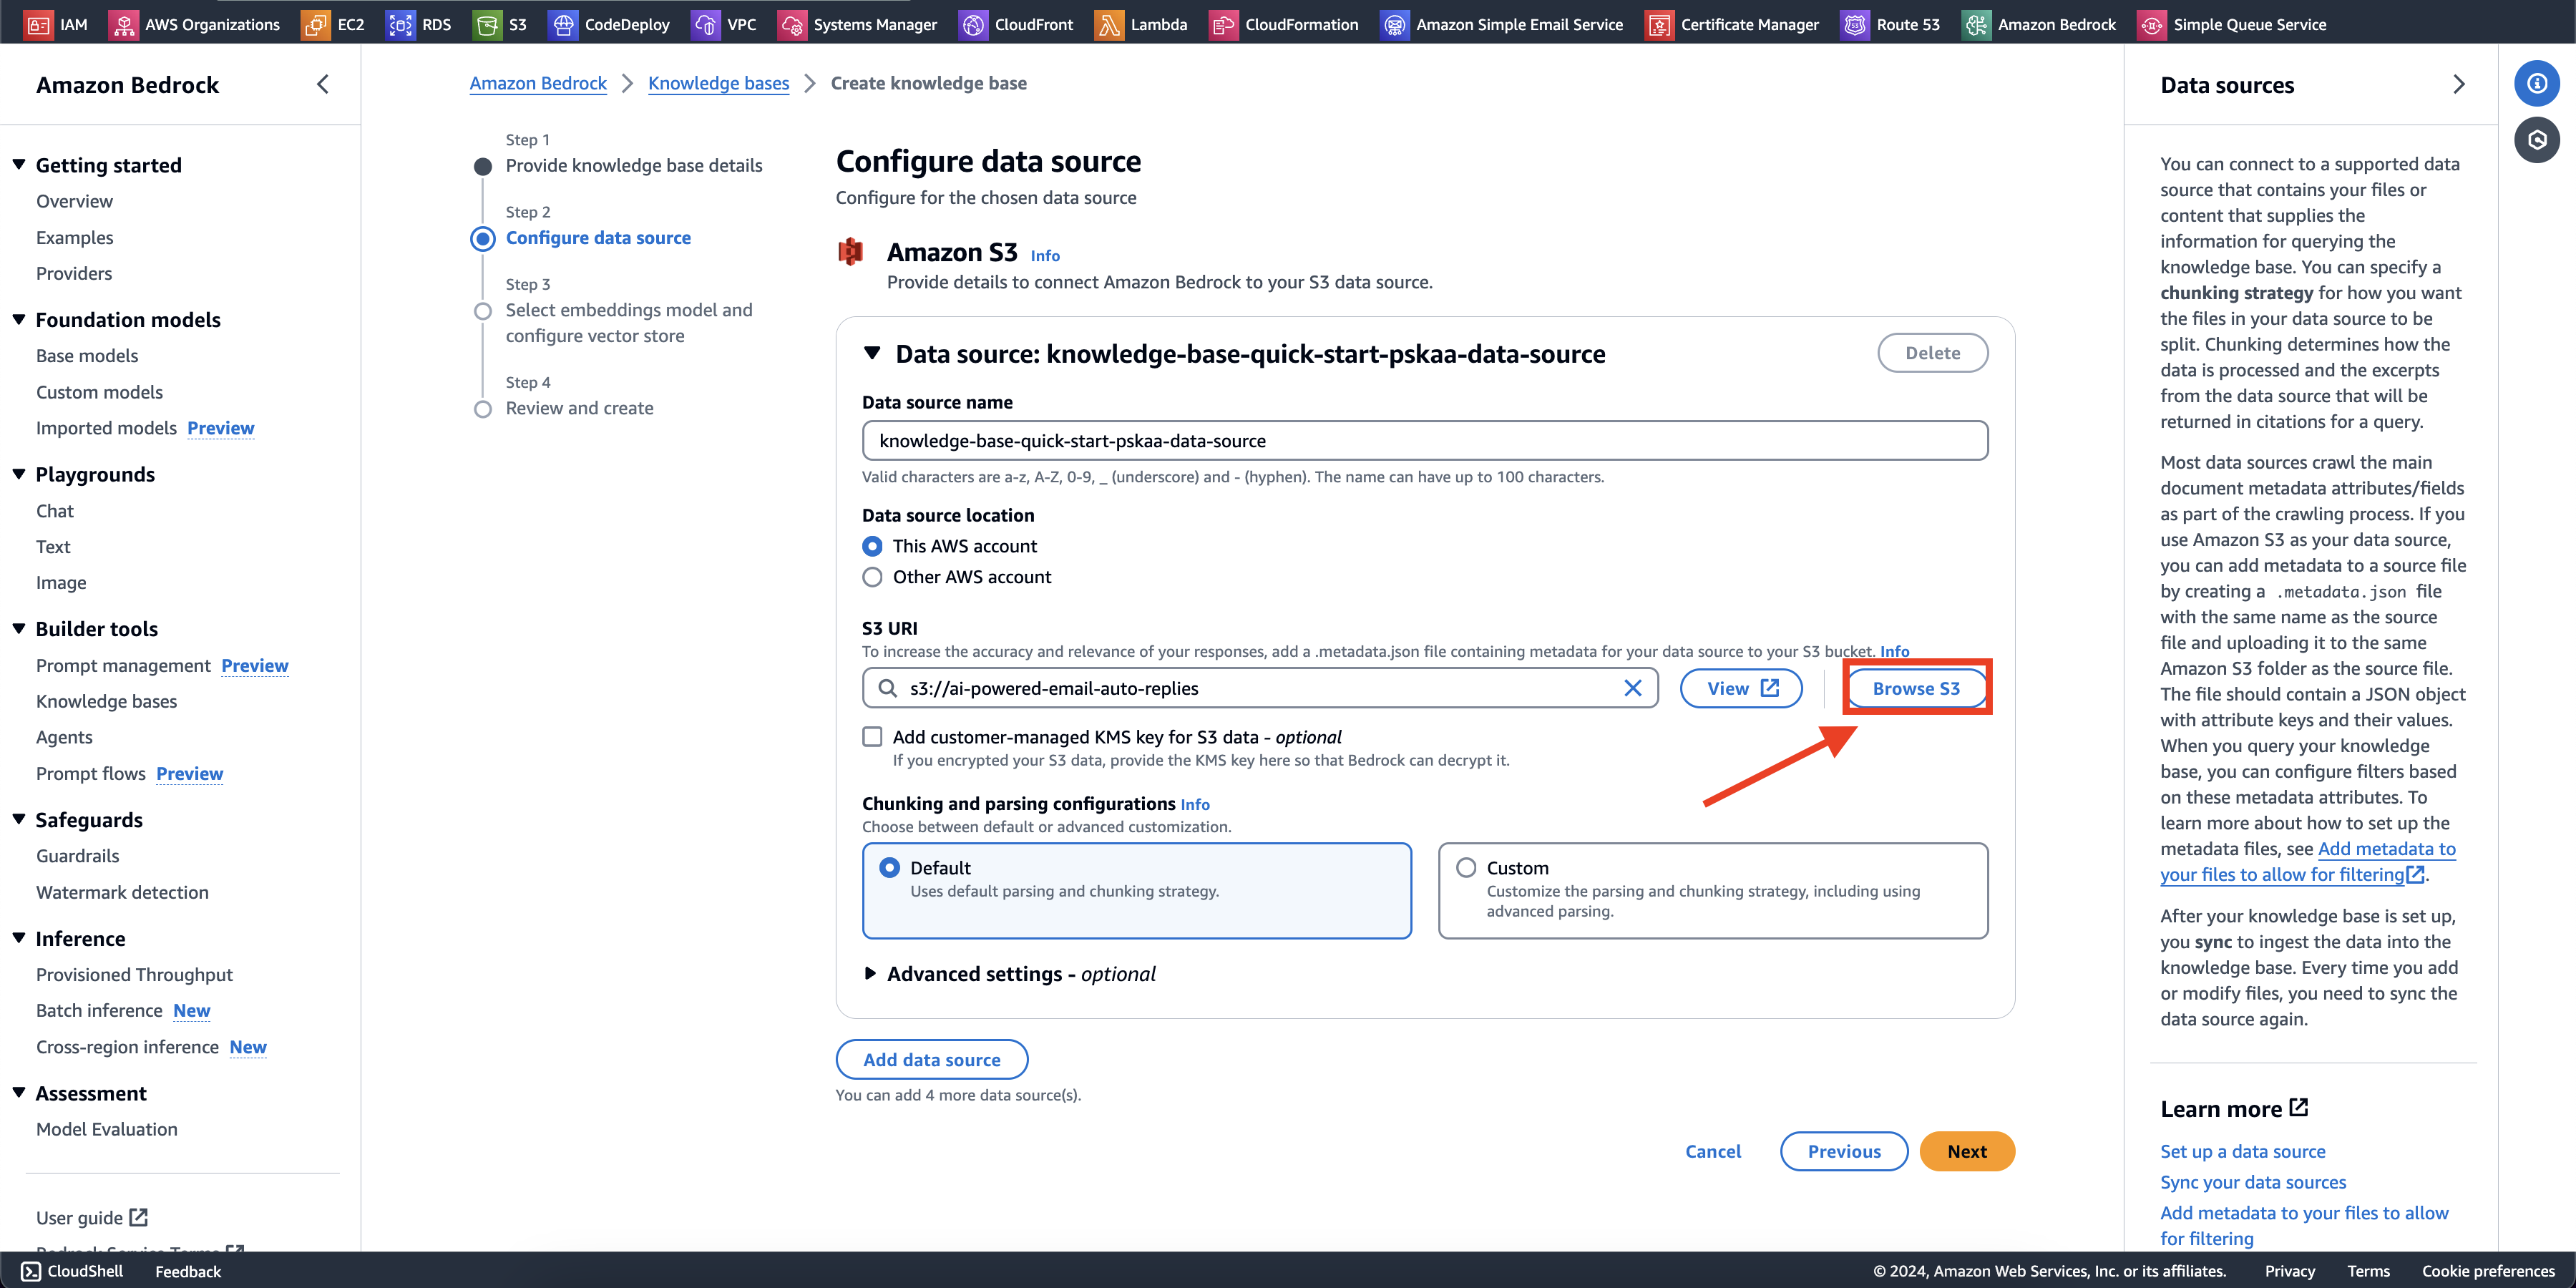 IAM
AWS Organizations
EC2
RDS
S3
CodeDeploy
VPC
Systems Manager
CloudFront
Lambda
CloudFormation
Amazon Simple Email Service
Certificate Manager
Route 53
Amazon Bedrock
Simple Queue Service
Amazon Bedrock
Getting started
Overview
Examples
Providers
Foundation models
Base models
Custom models
Imported models Preview
Playgrounds
Chat
Text
Image
Builder tools
Prompt management Preview
Knowledge bases
Agents
Prompt flows Preview
Safeguards
Guardrails
Watermark detection
Inference
Provisioned Throughput
Batch inference New
Cross-region inference New
Assessment
Model Evaluation
User guide
Bedrock Service Terms
Amazon Bedrock
Knowledge bases
Create knowledge base
Step 1
Provide knowledge base details
Step 2
Configure data source
Step 3
Select embeddings model and
configure vector store
Step 4
Review and create
Configure data source
Configure for the chosen data source
Amazon S3 Info
Provide details to connect Amazon Bedrock to your S3 data source.
Data source: knowledge-base-quick-start-pskaa-data-source
Delete
Data source name
knowledge-base-quick-start-pskaa-data-source
Valid characters are a-z, A-Z, 0-9, _ (underscore) and - (hyphen). The name can have up to 100 characters.
Data source location
This AWS account
Other AWS account
S3 URI
To increase the accuracy and relevance of your responses, add a .metadata.json file containing metadata for your data source to your S3 bucket. Info
s3://ai-powered-email-auto-replies
View
Browse S3
Add customer-managed KMS key for S3 data - optional
If you encrypted your S3 data, provide the KMS key here so that Bedrock can decrypt it.
Chunking and parsing configurations Info
Choose between default or advanced customization.
Default
Uses default parsing and chunking strategy.
Custom
Customize the parsing and chunking strategy, including using
advanced parsing.
Advanced settings - optional
Add data source
You can add 4 more data source(s).
Cancel
Previous
Next
Data sources
You can connect to a supported data
source that contains your files or
content that supplies the
information for querying the
knowledge base. You can specify a
chunking strategy for how you want
the files in your data source to be
split. Chunking determines how the
data is processed and the excerpts
from the data source that will be
returned in citations for a query.
Most data sources crawl the main
document metadata attributes/fields
as part of the crawling process. If you
use Amazon S3 as your data source,
you can add metadata to a source file
by creating a .metadata.json file
with the same name as the source
file and uploading it to the same
Amazon S3 folder as the source file.
The file should contain a JSON object
with attribute keys and their values.
When you query your knowledge
base, you can configure filters based
on these metadata attributes. To
learn more about how to set up the
metadata files, see Add metadata to
your files to allow for filtering.
After your knowledge base is set up,
you sync to ingest the data into the
knowledge base. Every time you add
or modify files, you need to sync the
data source again.
Learn more
Set up a data source
Sync your data sources
Add metadata to your files to allow
for filtering
CloudShell
Feedback
© 2024, Amazon Web Services, Inc. or its affiliates.
Privacy
Terms
Cookie preferences